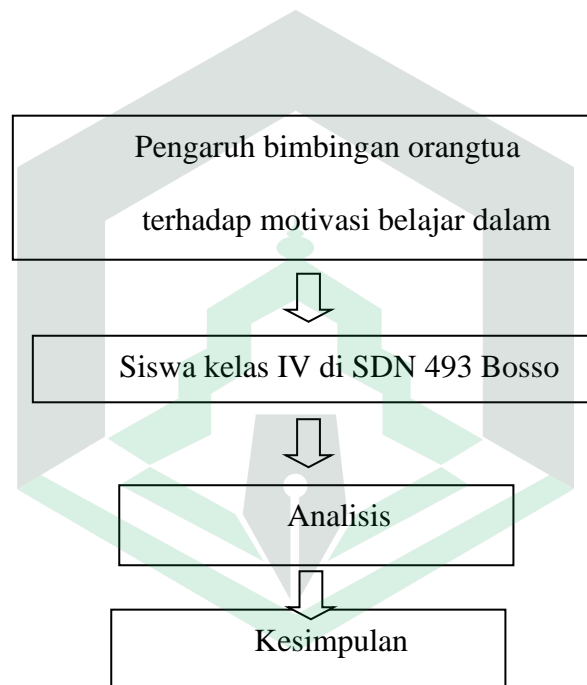 Pengaruh bimbingan orangtua
terhadap motivasi belajar dalam
Siswa kelas IV di SDN 493 Bosso
Analisis
Kesimpulan